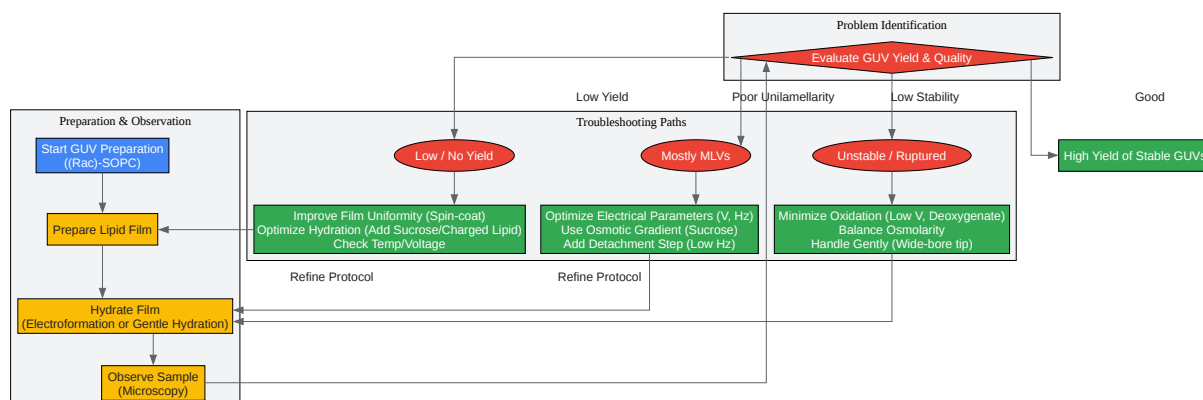 Problem Identification
Evaluate GUV Yield & Quality
Low Yield
Poor Unilamellarity
Low Stability
Good
Preparation & Observation
Troubleshooting Paths
Start GUV Preparation
((Rac)-SOPC)
Low / No Yield
Mostly MLVs
Unstable / Ruptured
High Yield of Stable GUVs
Prepare Lipid Film
Improve Film Uniformity (Spin-coat)
Optimize Hydration (Add Sucrose/Charged Lipid)
Check Temp/Voltage
Optimize Electrical Parameters (V, Hz)
Use Osmotic Gradient (Sucrose)
Add Detachment Step (Low Hz)
Minimize Oxidation (Low V, Deoxygenate)
Balance Osmolarity
Handle Gently (Wide-bore tip)
Refine Protocol
Refine Protocol
Hydrate Film
(Electroformation or Gentle Hydration)
Observe Sample
(Microscopy)